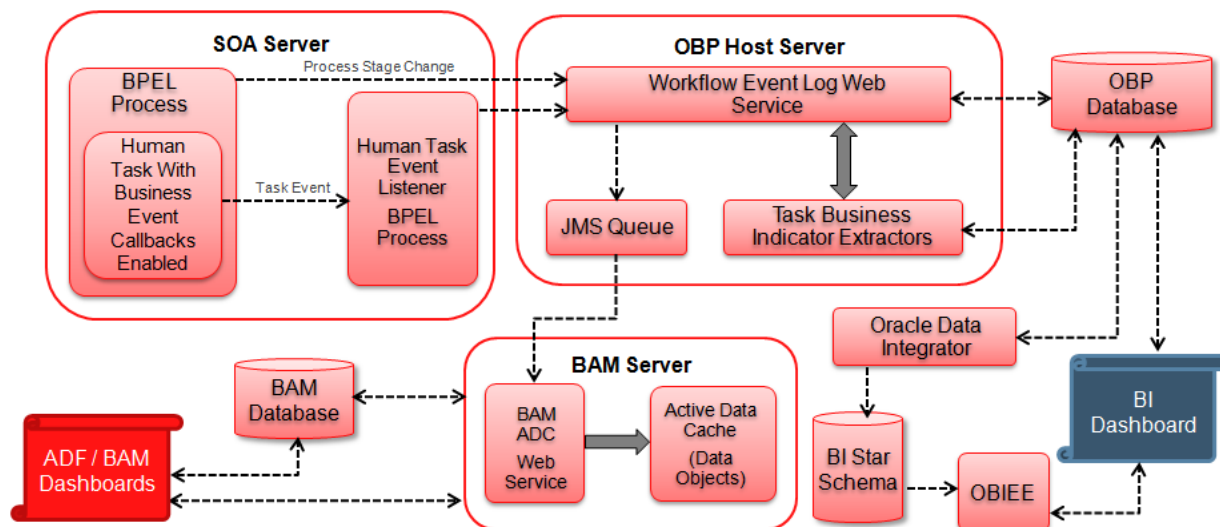 SOA Server
BPEL
Process
Human
Task With
Business
Event
Callbacks
Enabled
Process Stage Change
Task Event
Human Task
Event
Listener
BPEL
Process
OBP Host Server
Workflow Event Log Web
Service
JMS Queue
Task Business
Indicator Extractors
OBP
Database
Oracle Data
Integrator
BAM Server
BAM
ADC
Web
Service
Active Data
Cache
(Data
Objects)
BAM
Database
ADF / BAM
Dashboards
BI Star
Schema
OBIEE
BI
Dashboard